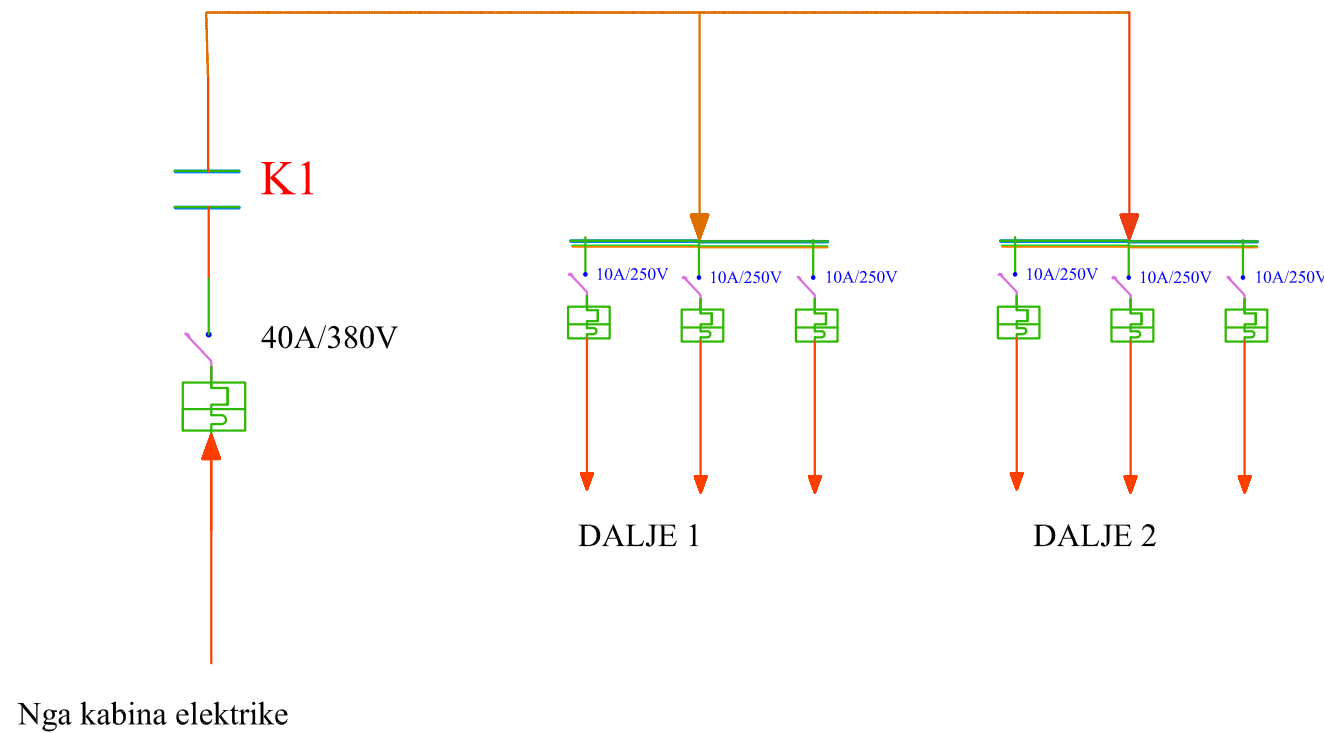 K1
10A/250V 10A/250V 10A/250V 10A/250V 10A/250V 10A/250V
40A/380V
DALJE 1 DALJE 2
Nga kabina elektrike